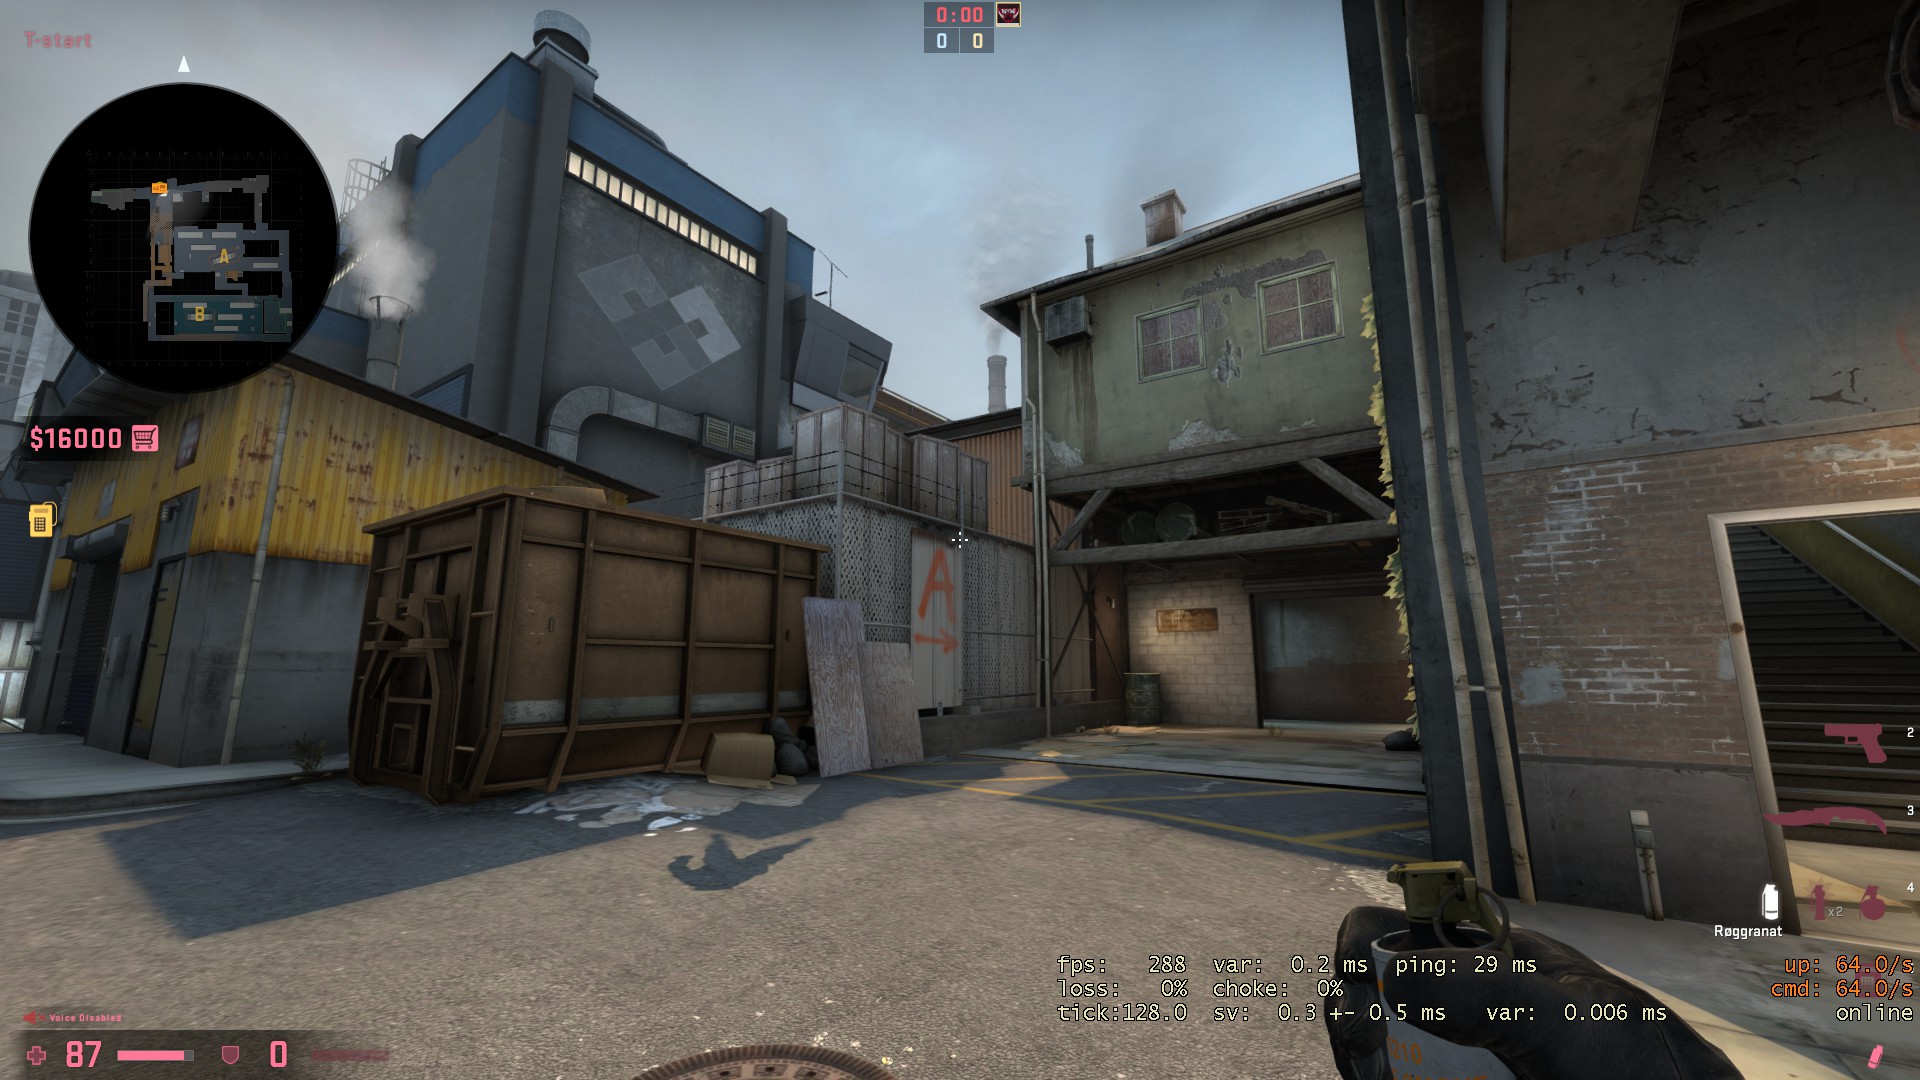 T-start
0:00
0 0
A
B
$16000
A
2
3
x2
4
Røggranat
fps: 288 var: 0.2 ms ping: 29 ms
loss: 0% choke: 0%
tick:128.0 sv: 0.3 +- 0.5 ms var: 0.006 ms
up: 64.0/s
cmd: 64.0/s
online
Voice Disabled
87 0